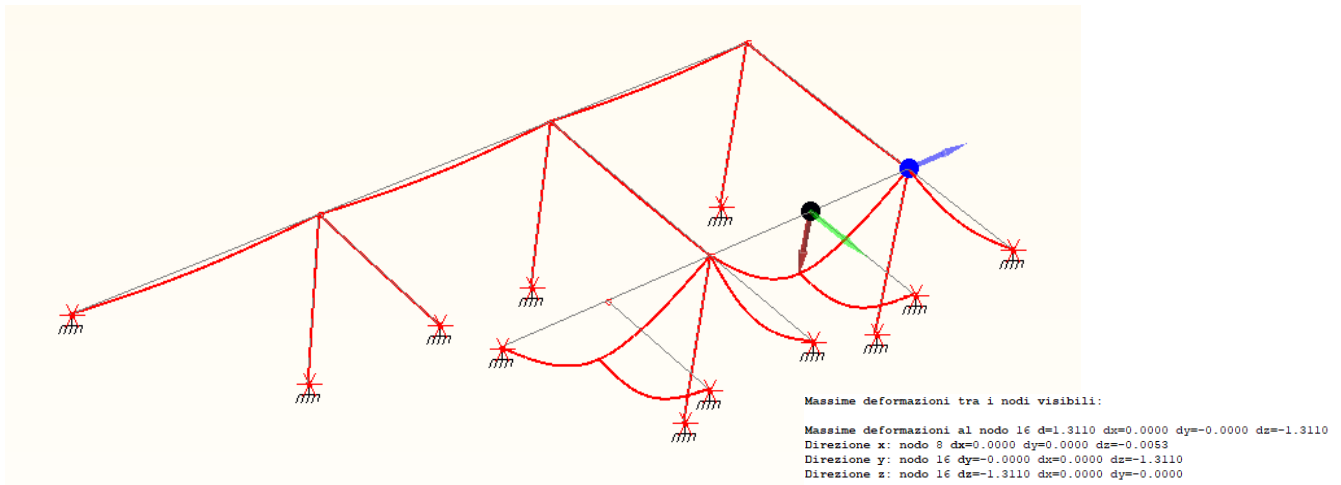 Massime deformazioni tra i nodi visibili:
Massime deformazioni al nodo 16 d=1.3110 dx=0.0000 dy=-0.0000 dz=-1.3110
Direzione x: nodo 8 dx=0.0000 dy=0.0000 dz=-0.0053
Direzione y: nodo 16 dy=-0.0000 dx=0.0000 dz=-1.3110
Direzione z: nodo 16 dz=-1.3110 dx=0.0000 dy=-0.0000